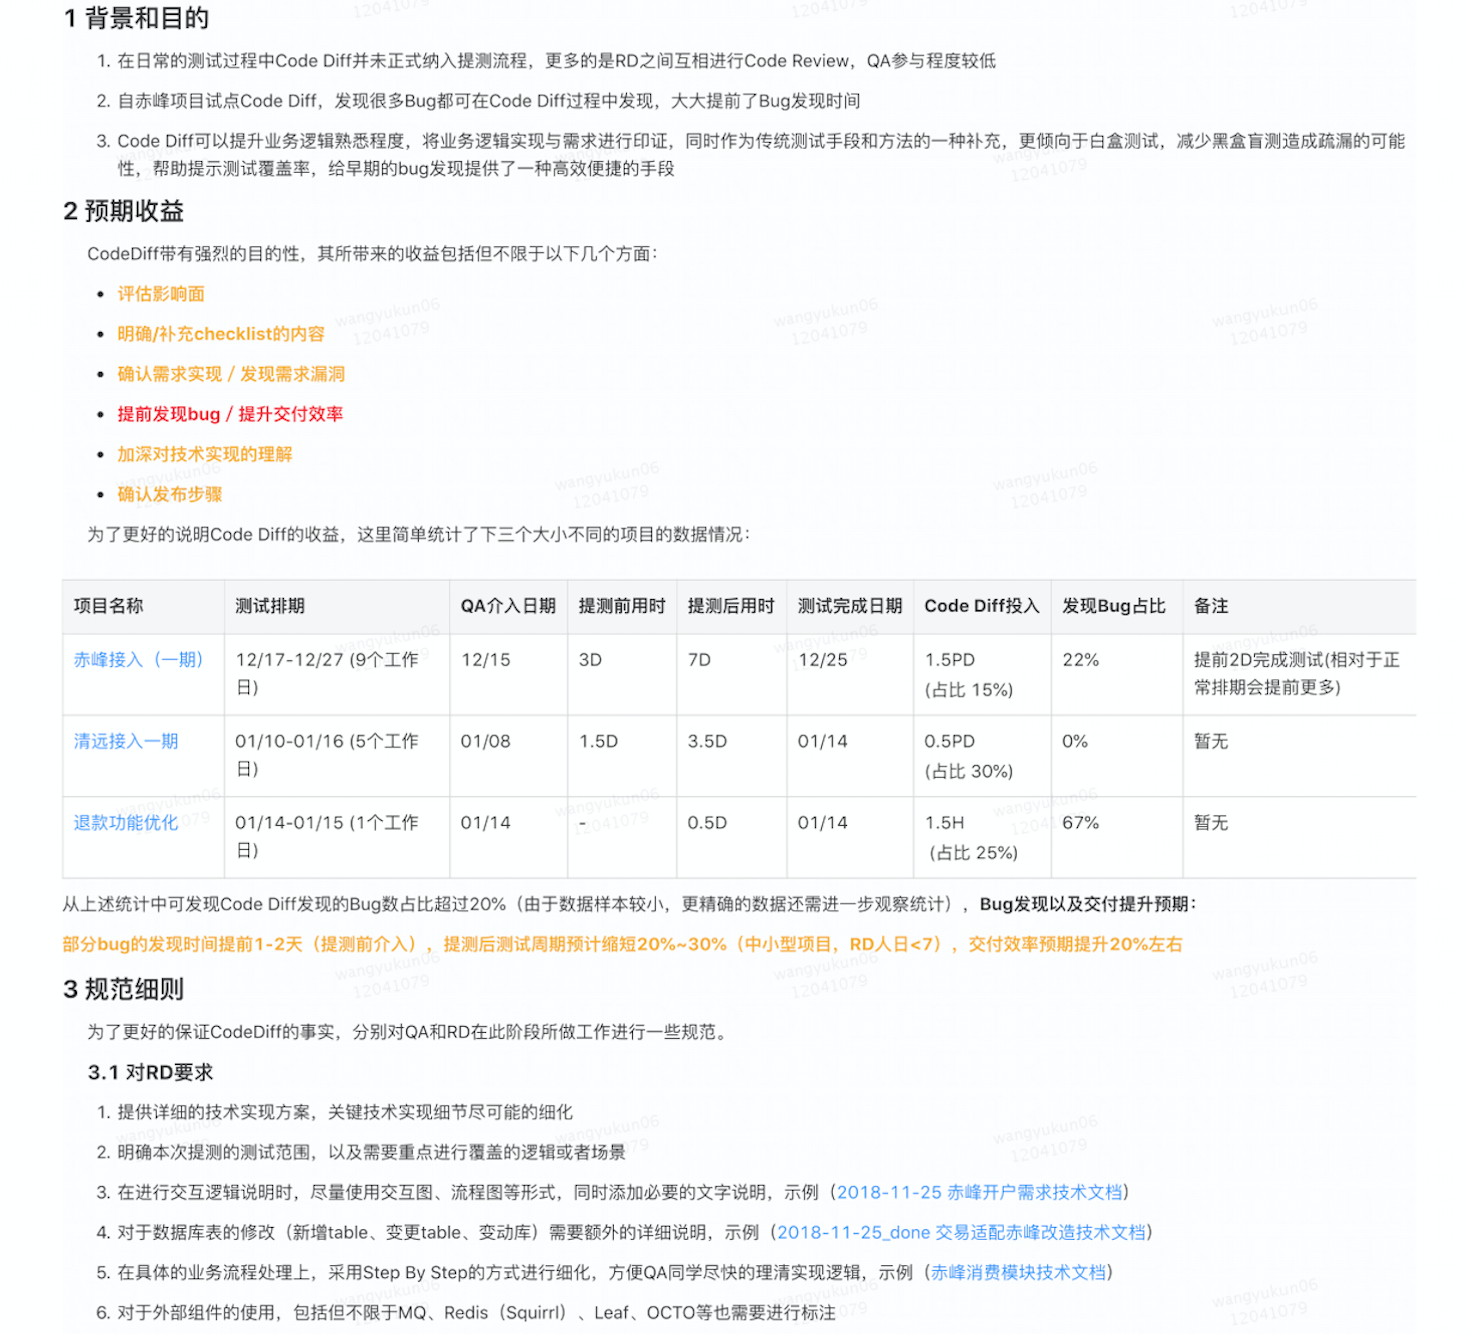 1 背景和目的
1. 在日常的测试过程中Code Diff并未正式纳入提测流程，更多的是RD之间互相进行Code Review，QA参与程度较低
2. 自赤峰项目试点Code Diff，发现很多Bug都可在Code Diff过程中发现，大大提前了Bug发现时间
3. Code Diff可以提升业务逻辑熟悉程度，将业务逻辑实现与需求进行印证，同时作为传统测试手段和方法的一种补充，更倾向于白盒测试，减少黑盒盲测造成疏漏的可能
性，帮助提示测试覆盖率，给早期的bug发现提供了一种高效便捷的手段
2 预期收益
CodeDiff带有强烈的目的性，其所带来的收益包括但不限于以下几个方面：
• 评估影响面
• 明确/补充checklist的内容
• 确认需求实现 / 发现需求漏洞
• 提前发现bug / 提升交付效率
• 加深对技术实现的理解
• 确认发布步骤
为了更好的说明Code Diff的收益，这里简单统计了下三个大小不同的项目的数据情况：
项目名称 测试排期 QA介入日期 提测前用时 提测后用时 测试完成日期 Code Diff投入 发现Bug占比 备注
赤峰接入（一期） 12/17-12/27 (9个工作 12/15 3D 7D 12/25 1.5PD 22% 提前2D完成测试(相对于正
日) (占比 15%) 常排期会提前更多)
清远接入一期 01/10-01/16 (5个工作 01/08 1.5D 3.5D 01/14 0.5PD 0% 暂无
日) (占比 30%)
退款功能优化 01/14-01/15 (1个工作 01/14 - 0.5D 01/14 1.5H 67% 暂无
日) (占比 25%)
从上述统计中可发现Code Diff发现的Bug数占比超过20%（由于数据样本较小，更精确的数据还需进一步观察统计），Bug发现以及交付提升预期：
部分bug的发现时间提前1-2天（提测前介入），提测后测试周期预计缩短20%~30%（中小型项目，RD人日<7），交付效率预期提升20%左右
3 规范细则
为了更好的保证CodeDiff的事实，分别对QA和RD在此阶段所做工作进行一些规范。
3.1 对RD要求
1. 提供详细的技术实现方案，关键技术实现细节尽可能的细化
2. 明确本次提测的测试范围，以及需要重点进行覆盖的逻辑或者场景
3. 在进行交互逻辑说明时，尽量使用交互图、流程图等形式，同时添加必要的文字说明，示例（2018-11-25 赤峰开户需求技术文档）
4. 对于数据库表的修改（新增table、变更table、变动库）需要额外的详细说明，示例（2018-11-25_done 交易适配赤峰改造技术文档）
5. 在具体的业务流程处理上，采用Step By Step的方式进行细化，方便QA同学尽快的理清实现逻辑，示例（赤峰消费模块技术文档）
6. 对于外部组件的使用，包括但不限于MQ、Redis（Squirrl）、Leaf、OCTO等也需要进行标注
wangyukun06
12041079